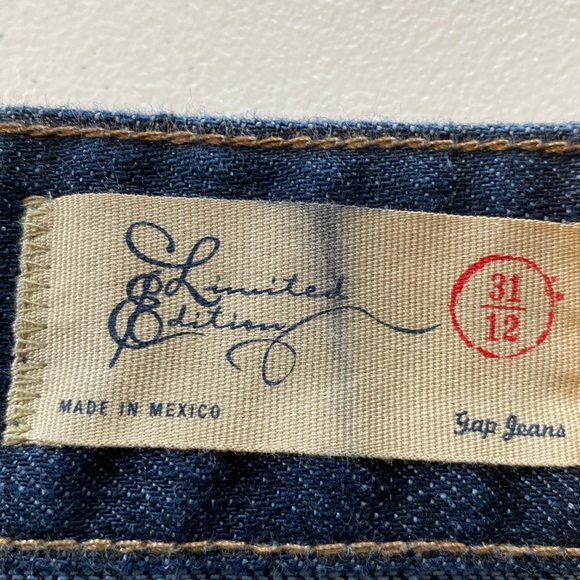 Limited
Edition
31
12
MADE IN MEXICO
Gap Jeans